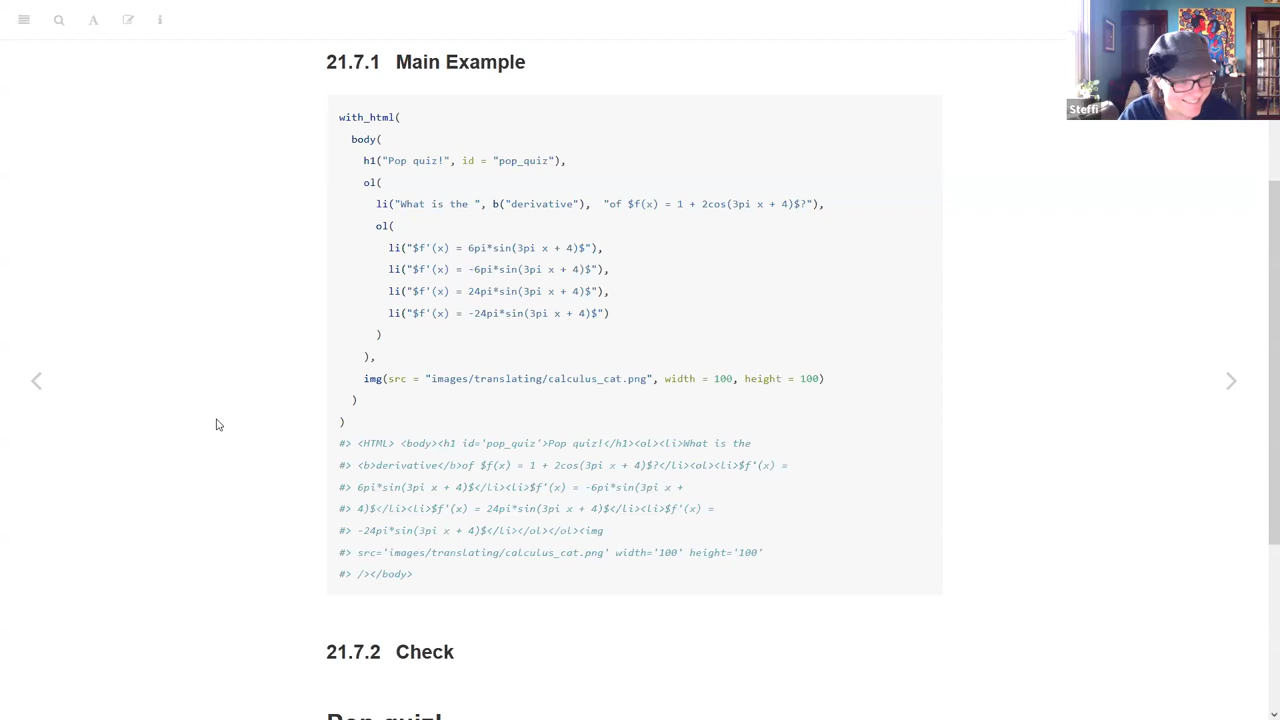 Steffi
21.7.1 Main Example
with_html(
body(
h1("Pop quiz!", id = "pop_quiz"),
ol(
li("What is the ", b("derivative"), "of $f(x) = 1 + 2cos(3pi x + 4)$?"),
ol(
li("$f'(x) = 6pi*sin(3pi x + 4)$"),
li("$f'(x) = -6pi*sin(3pi x + 4)$"),
li("$f'(x) = 24pi*sin(3pi x + 4)$"),
li("$f'(x) = -24pi*sin(3pi x + 4)$")
)
),
img(src = "images/translating/calculus_cat.png", width = 100, height = 100)
)
)
#> <HTML> <body><h1 id='pop_quiz'>Pop quiz!</h1><ol><li>What is the
#> <b>derivative</b>of $f(x) = 1 + 2cos(3pi x + 4)$?</li><ol><li>$f'(x) =
#> 6pi*sin(3pi x + 4)$</li><li>$f'(x) = -6pi*sin(3pi x +
#> 4)$</li><li>$f'(x) = 24pi*sin(3pi x + 4)$</li><li>$f'(x) =
#> -24pi*sin(3pi x + 4)$</li></ol></ol><img
#> src='images/translating/calculus_cat.png' width='100' height='100'
#> /></body>
21.7.2 Check
Pop quiz!